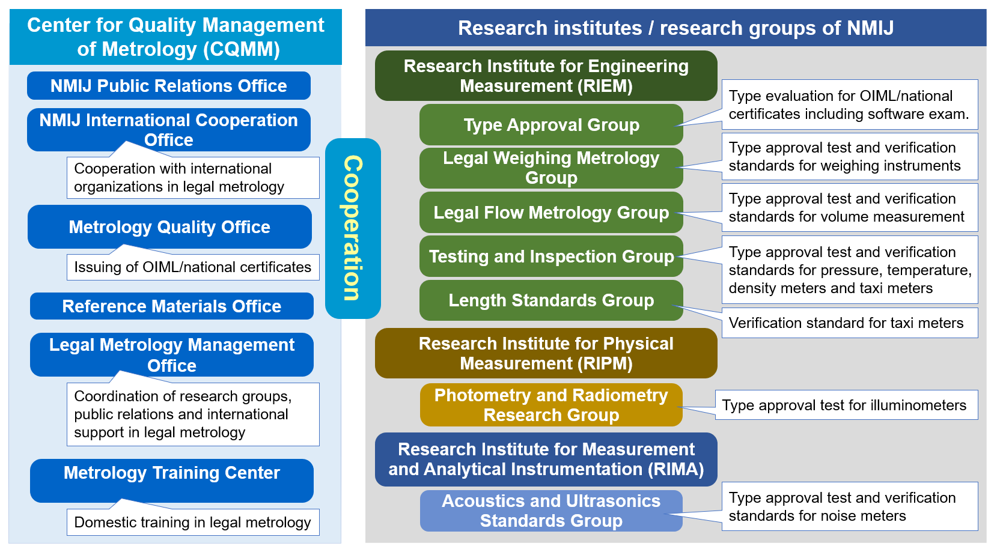 Center for Quality Management
of Metrology (CQMM)
NMIJ Public Relations Office
NMIJ International Cooperation
Office
Cooperation with international
organizations in legal metrology
Metrology Quality Office
Issuing of OIML/national certificates
Reference Materials Office
Legal Metrology Management
Office
Coordination of research groups,
public relations and international
support in legal metrology
Metrology Training Center
Domestic training in legal metrology
Cooperation
Research institutes / research groups of NMIJ
Research Institute for Engineering
Measurement (RIEM)
Type Approval Group
Type evaluation for OIML/national
certificates including software exam.
Legal Weighing Metrology
Group
Type approval test and verification
standards for weighing instruments
Legal Flow Metrology Group
Type approval test and verification
standards for volume measurement
Testing and Inspection Group
Type approval test and verification
standards for pressure, temperature,
density meters and taxi meters
Length Standards Group
Verification standard for taxi meters
Research Institute for Physical
Measurement (RIPM)
Photometry and Radiometry
Research Group
Type approval test for illuminometers
Research Institute for Measurement
and Analytical Instrumentation (RIMA)
Acoustics and Ultrasonics
Standards Group
Type approval test and verification
standards for noise meters